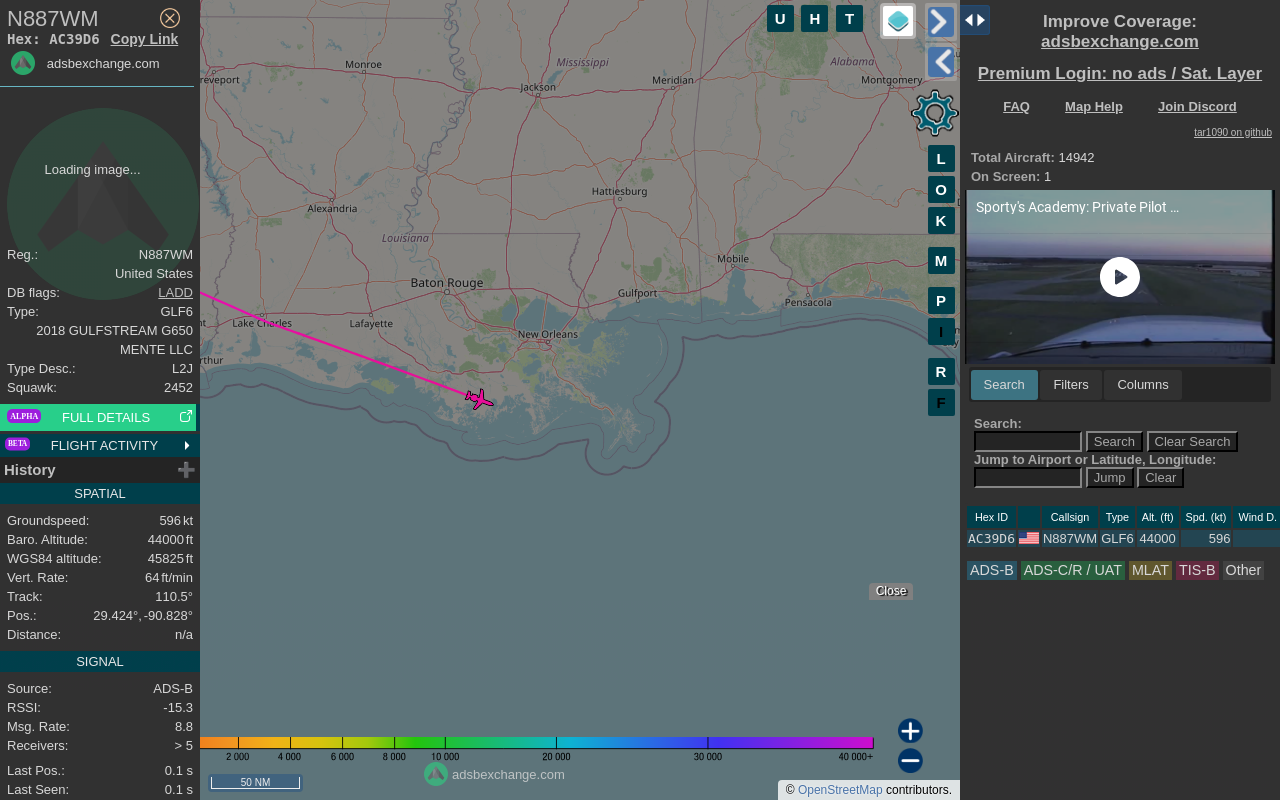 N887WM
Hex: AC39D6 Copy Link
adsbexchange.com
Loading image...
Reg.: N887WM
United States
DB flags: LADD
Type: GLF6
2018 GULFSTREAM G650
MENTE LLC
Type Desc.: L2J
Squawk: 2452
ALPHA FULL DETAILS
BETA FLIGHT ACTIVITY
History
SPATIAL
Groundspeed: 596 kt
Baro. Altitude: 44000 ft
WGS84 altitude: 45825 ft
Vert. Rate: 64 ft/min
Track: 110.5°
Pos.: 29.424°, -90.828°
Distance: n/a
SIGNAL
Source: ADS-B
RSSI: -15.3
Msg. Rate: 8.8
Receivers: > 5
Last Pos.: 0.1 s
Last Seen: 0.1 s
U H T
Monroe
Mississippi
Alabama
reveport
Jackson
Meridian
Montgomery
Hattiesburg
Alexandria
Louisiana
Mobile
Baton Rouge
Gulfport
Pensacola
Lake Charles
Lafayette
New Orleans
rthur
L
O
K
M
P
I
R
F
Close
2 000 4 000 6 000 8 000 10 000 20 000 30 000 40 000+
adsbexchange.com
50 NM
© OpenStreetMap contributors.
Improve Coverage:
adsbexchange.com
Premium Login: no ads / Sat. Layer
FAQ Map Help Join Discord
tar1090 on github
Total Aircraft: 14942
On Screen: 1
Sporty's Academy: Private Pilot ...
Search Filters Columns
Search:
Search Clear Search
Jump to Airport or Latitude, Longitude:
Jump Clear
Hex ID Callsign Type Alt. (ft) Spd. (kt) Wind D.
AC39D6 N887WM GLF6 44000 596
ADS-B ADS-C/R / UAT MLAT TIS-B Other